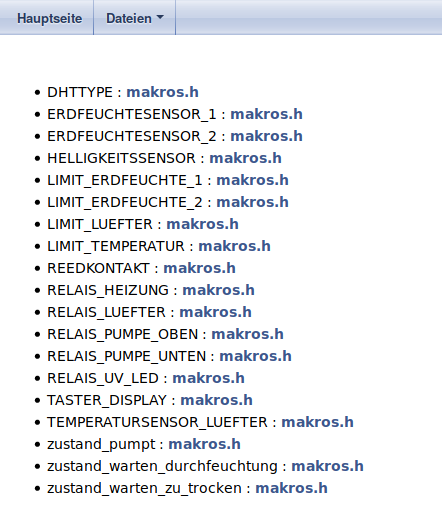 Hauptseite Dateien
DHTTYPE : makros.h
ERDFEUCHTESENSOR_1 : makros.h
ERDFEUCHTESENSOR_2 : makros.h
HELLIGKEITSSENSOR : makros.h
LIMIT_ERDFEUCHTE_1 : makros.h
LIMIT_ERDFEUCHTE_2 : makros.h
LIMIT_LUEFTER : makros.h
LIMIT_TEMPERATUR : makros.h
REEDKONTAKT : makros.h
RELAIS_HEIZUNG : makros.h
RELAIS_LUEFTER : makros.h
RELAIS_PUMPE_OBEN : makros.h
RELAIS_PUMPE_UNTEN : makros.h
RELAIS_UV_LED : makros.h
TASTER_DISPLAY : makros.h
TEMPERATURSENSOR_LUEFTER : makros.h
zustand_pumpt : makros.h
zustand_warten_durchfeuchtung : makros.h
zustand_warten_zu_trocken : makros.h